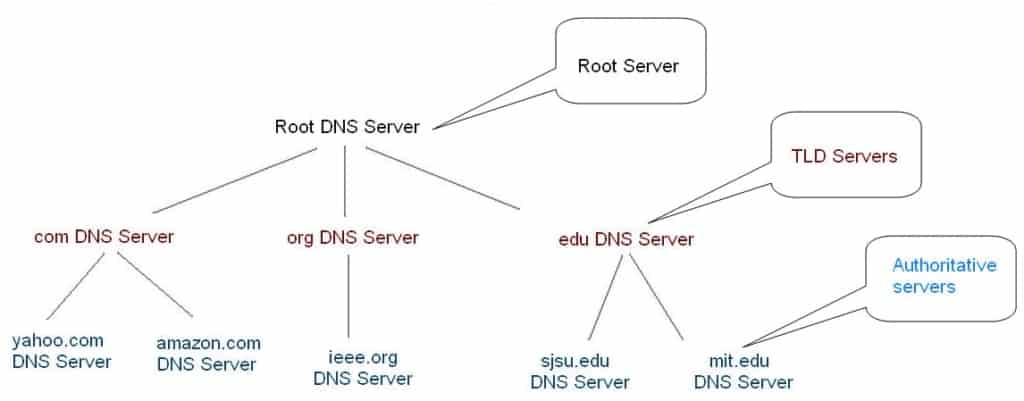 Root Server
Root DNS Server
TLD Servers
com DNS Server
org DNS Server
edu DNS Server
Authoritative
servers
yahoo.com
DNS Server
amazon.com
DNS Server
ieee.org
DNS Server
sjsu.edu
DNS Server
mit.edu
DNS Server